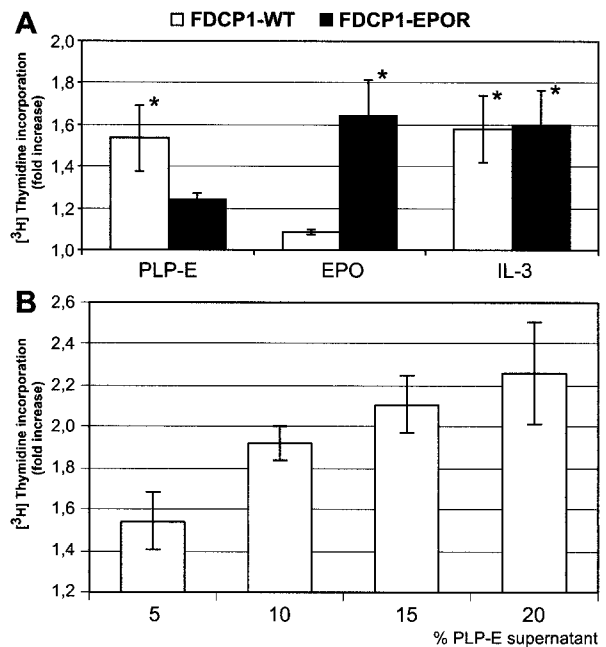 A
FDCP1-WT FDCP1-EPOR
[3H] Thymidine incorporation
(fold increase)
2,0
1,8
1,6
1,4
1,2
1,0
*
*
*
*
PLP-E EPO IL-3
B
[3H] Thymidine incorporation
(fold increase)
2,6
2,4
2,2
2,0
1,8
1,6
1,4
1,2
5 10 15 20
% PLP-E supernatant